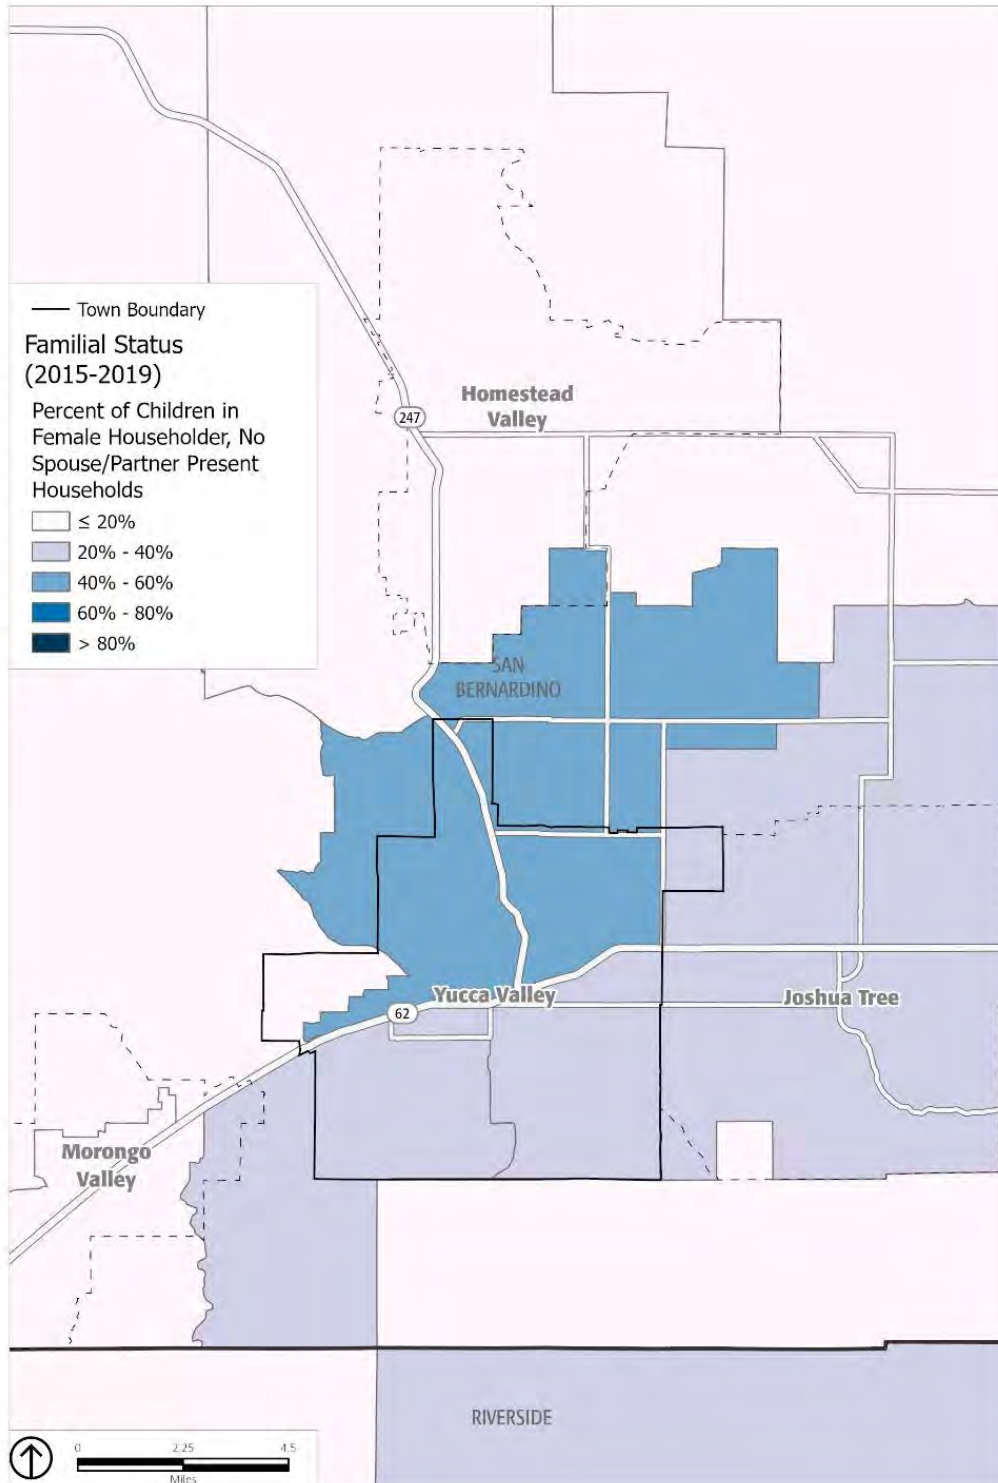 Town Boundary
Familial Status
(2015-2019)
Percent of Children in
Female Householder, No
Spouse/Partner Present
Households
≤ 20%
20% - 40%
40% - 60%
60% - 80%
> 80%
Homestead
Valley
247
SAN
BERNARDINO
Yucca Valley
Joshua Tree
62
Morongo
Valley
RIVERSIDE
0 2.25 4.5
Miles